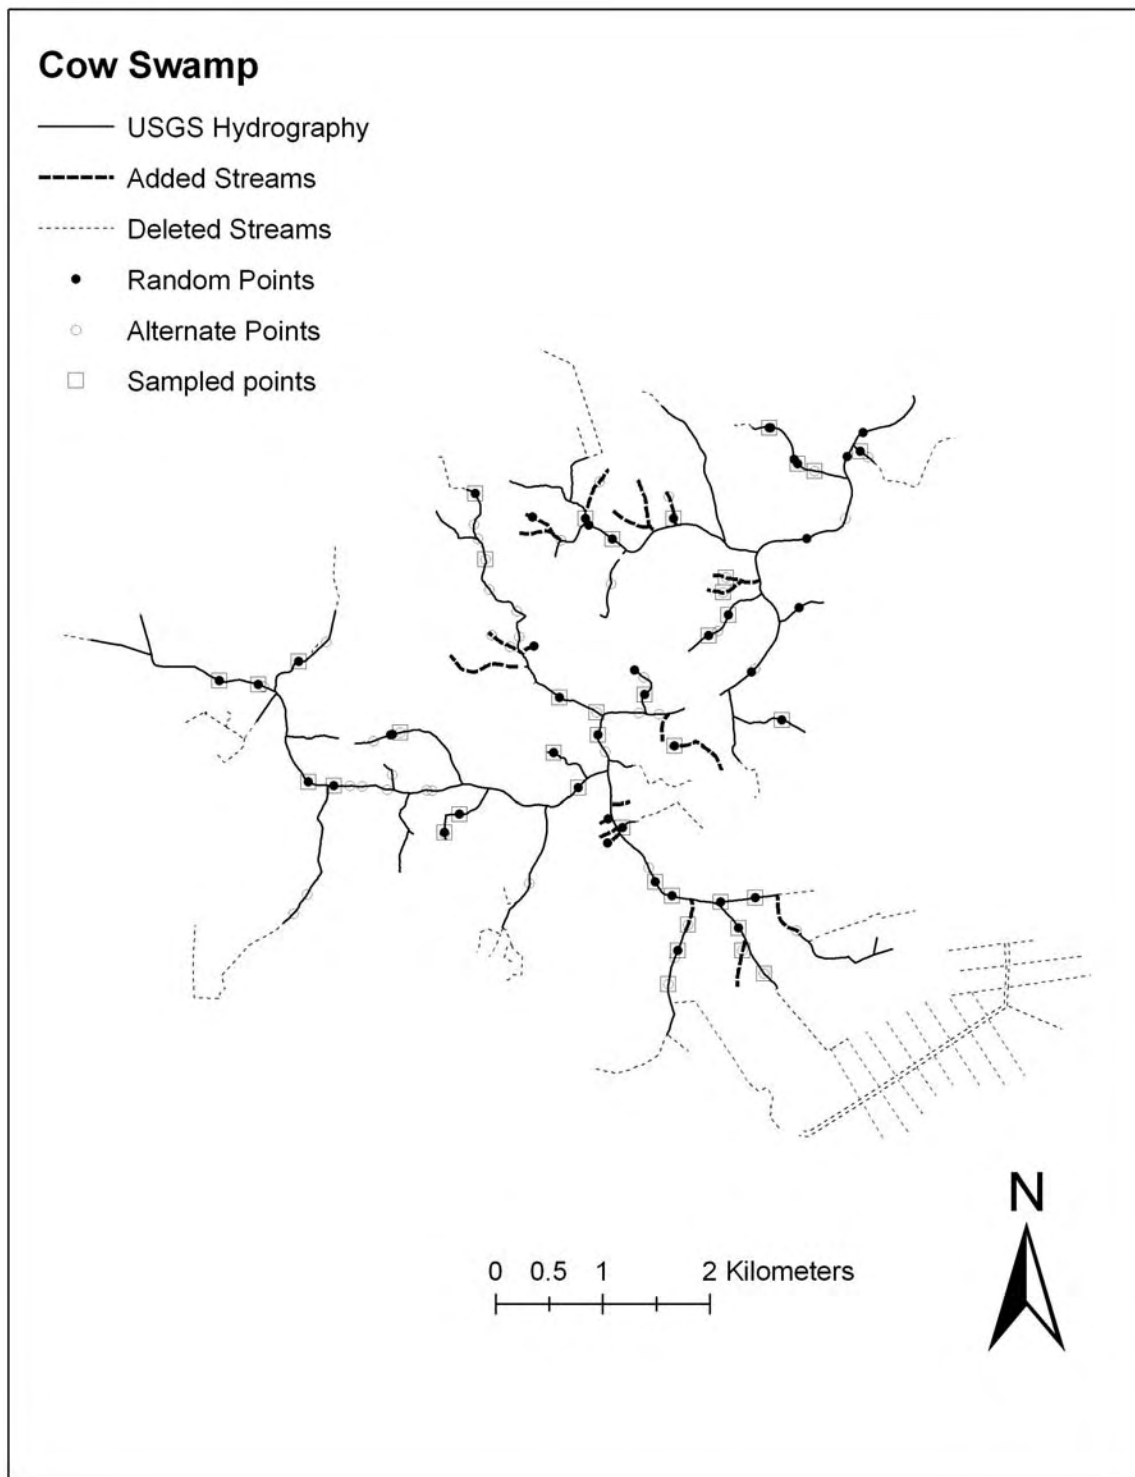 Cow Swamp
USGS Hydrography
Added Streams
Deleted Streams
Random Points
Alternate Points
Sampled points
N
0 0.5 1 2 Kilometers